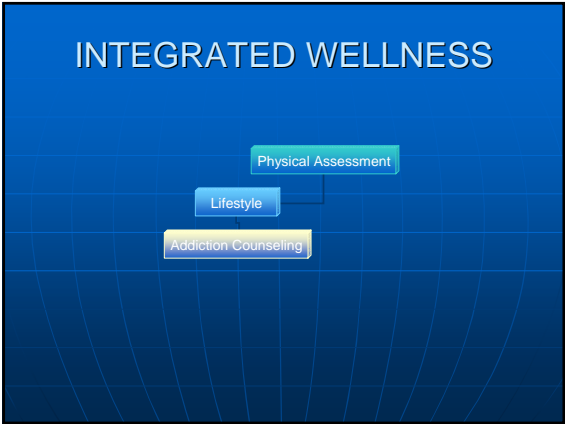 INTEGRATED WELLNESS
Physical Assessment
Lifestyle
Addiction Counseling